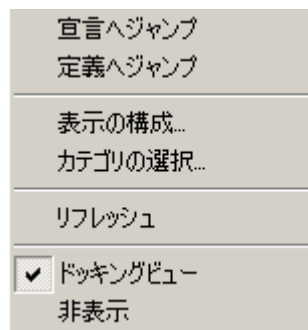 宣言へジャンプ
定義へジャンプ
表示の構成...
カテゴリの選択...
リフレッシュ
ドッキングビュー
非表示